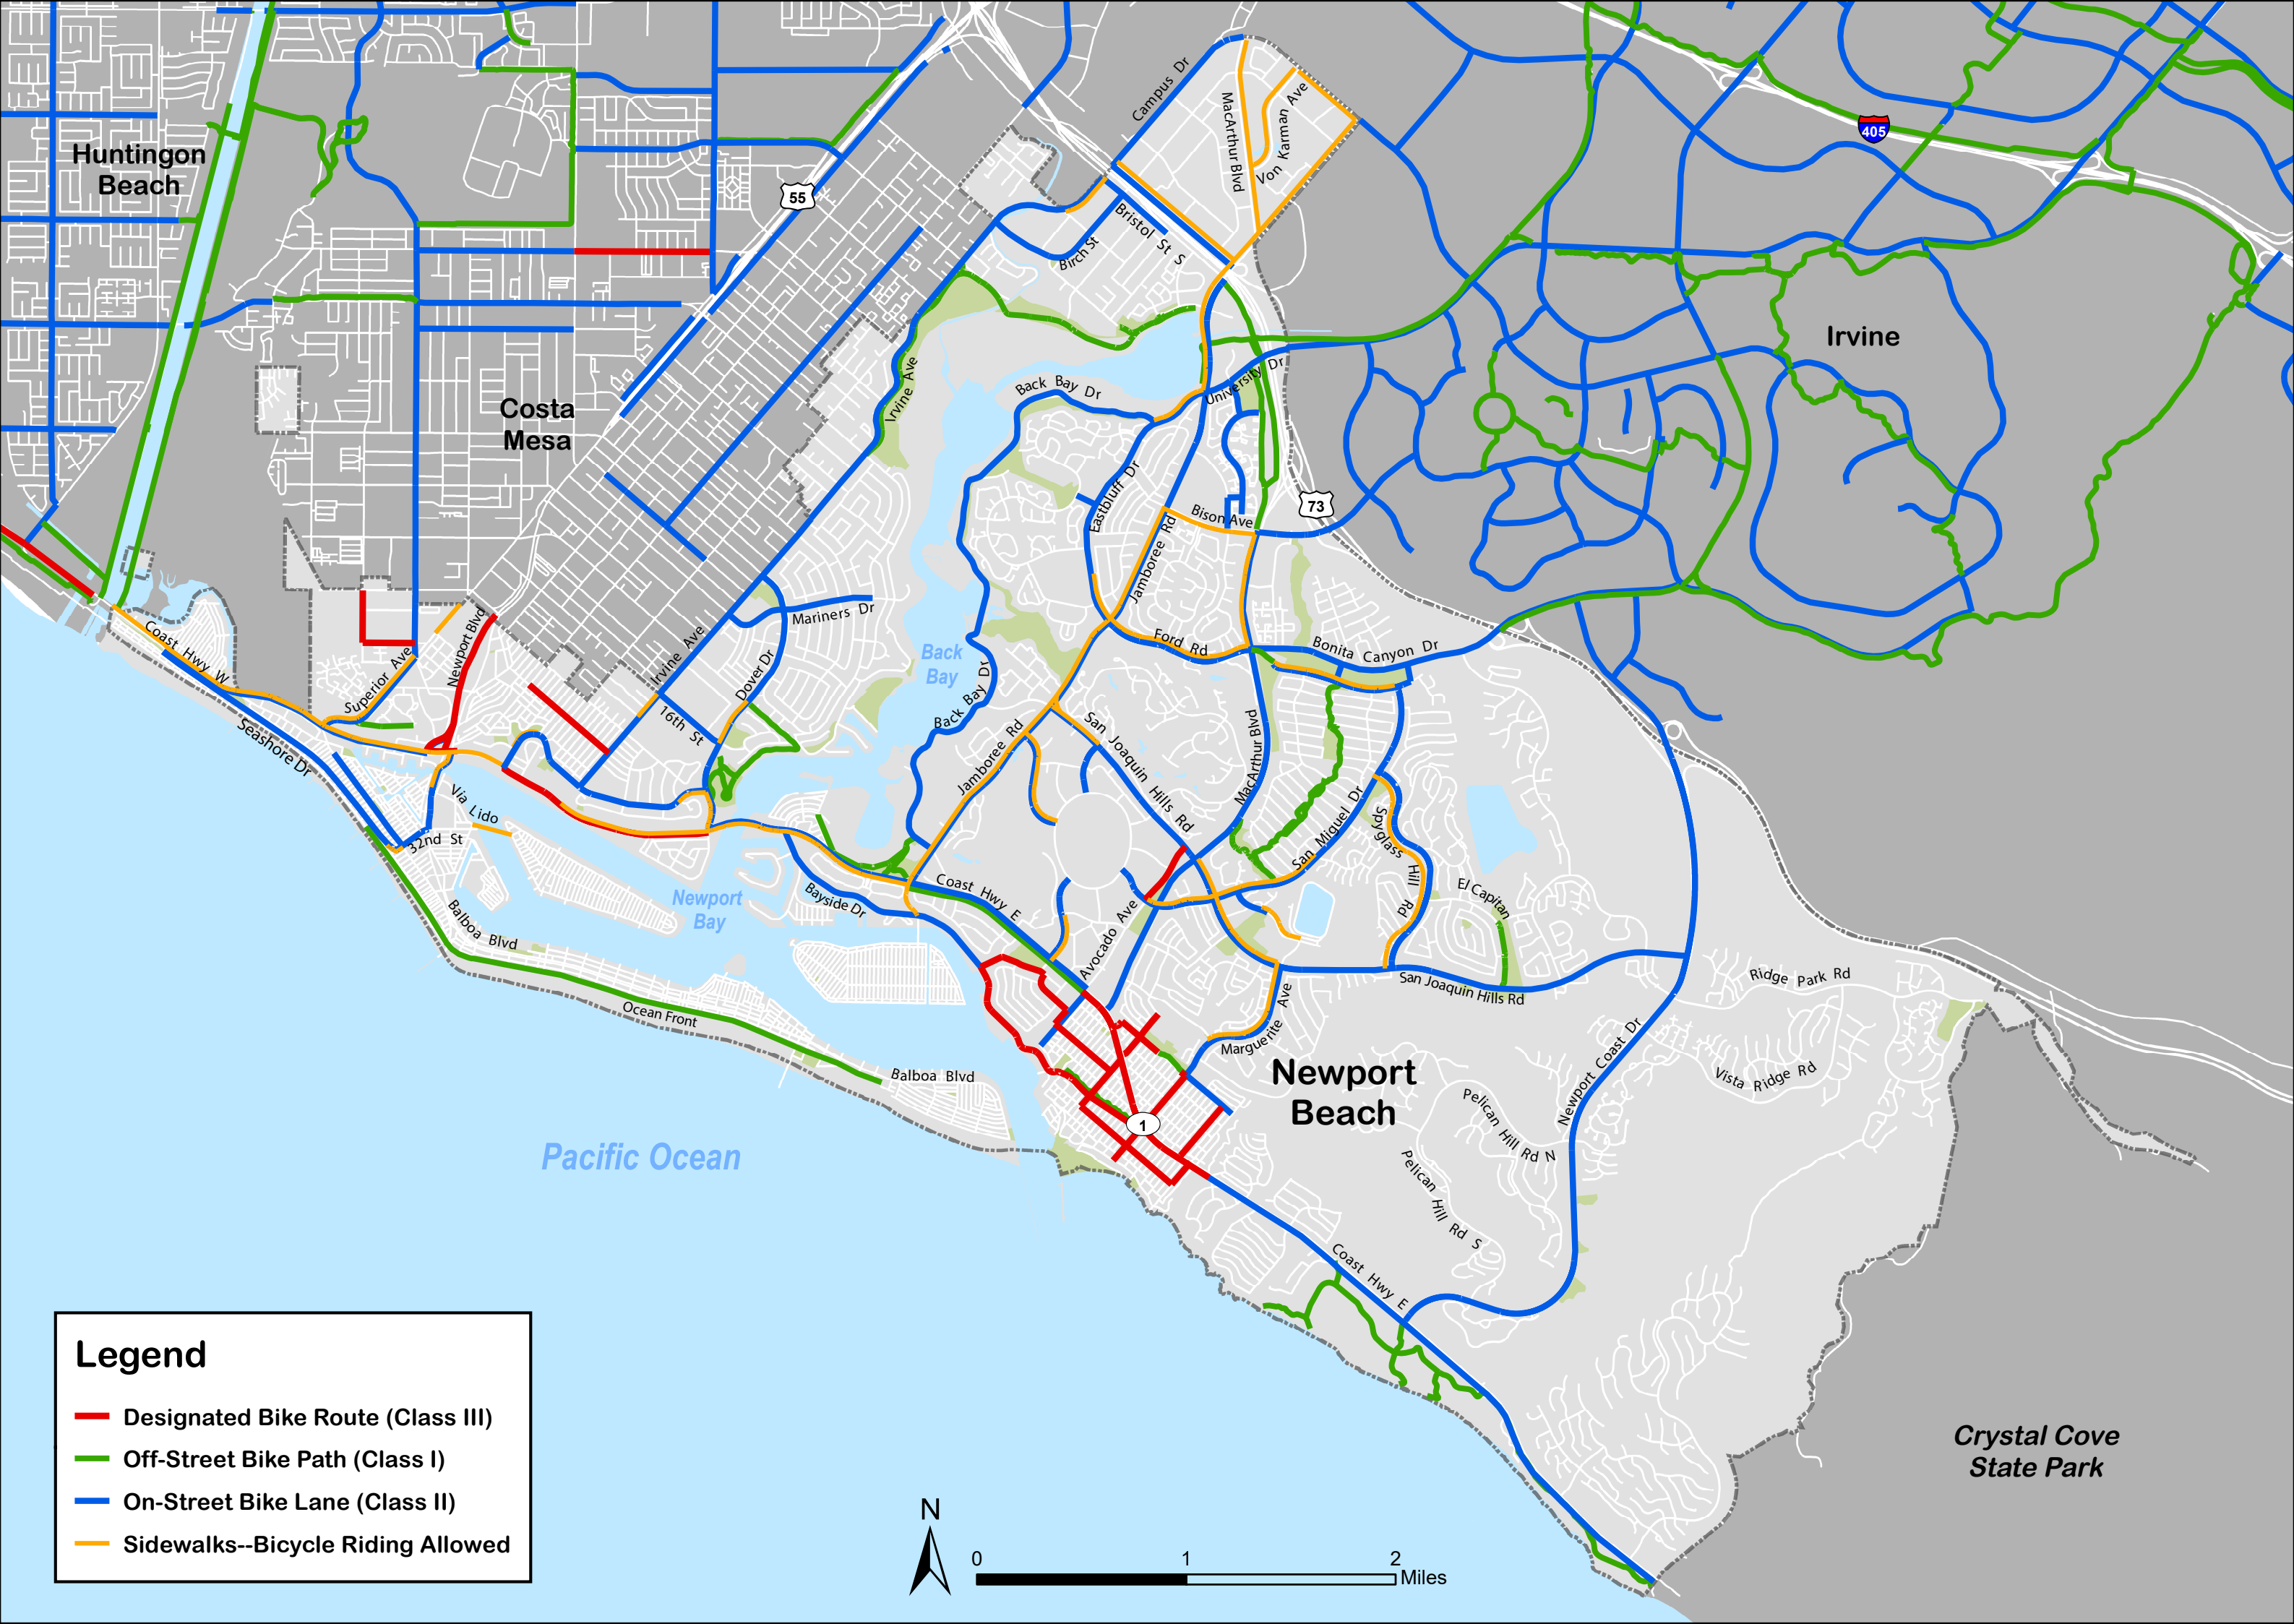 Campus Dr
MacArthur Blvd
Von Karman Ave
405
Huntingon
Beach
55
Bristol St S
Birch St
Irvine
Costa
Mesa
Irvine Ave
Back Bay Dr
University Dr
Eastbluff Dr
Jamboree Rd
Bison Ave
73
Mariners Dr
Coast Hwy W
Superior Ave
Newport Blvd
Irvine Ave
Dover Dr
16th St
Back
Bay
Back Bay Dr
Ford Rd
Bonita Canyon Dr
Seashore Dr
Via Lido
32nd St
Jamboree Rd
San Joaquin Hills Rd
MacArthur Blvd
San Miguel Dr
Spyglass Hill Rd
El Capitan
Newport
Bay
Bayside Dr
Coast Hwy E
Avocado Ave
Balboa Blvd
Ocean Front
Balboa Blvd
San Joaquin Hills Rd
Ridge Park Rd
Marguerite Ave
Newport Coast Dr
Vista Ridge Rd
Newport
Beach
Pelican Hill Rd N
Pelican Hill Rd S
1
Pacific Ocean
Coast Hwy E
Crystal Cove
State Park
Legend
Designated Bike Route (Class III)
Off-Street Bike Path (Class I)
On-Street Bike Lane (Class II)
Sidewalks--Bicycle Riding Allowed
N
0 1 2
Miles